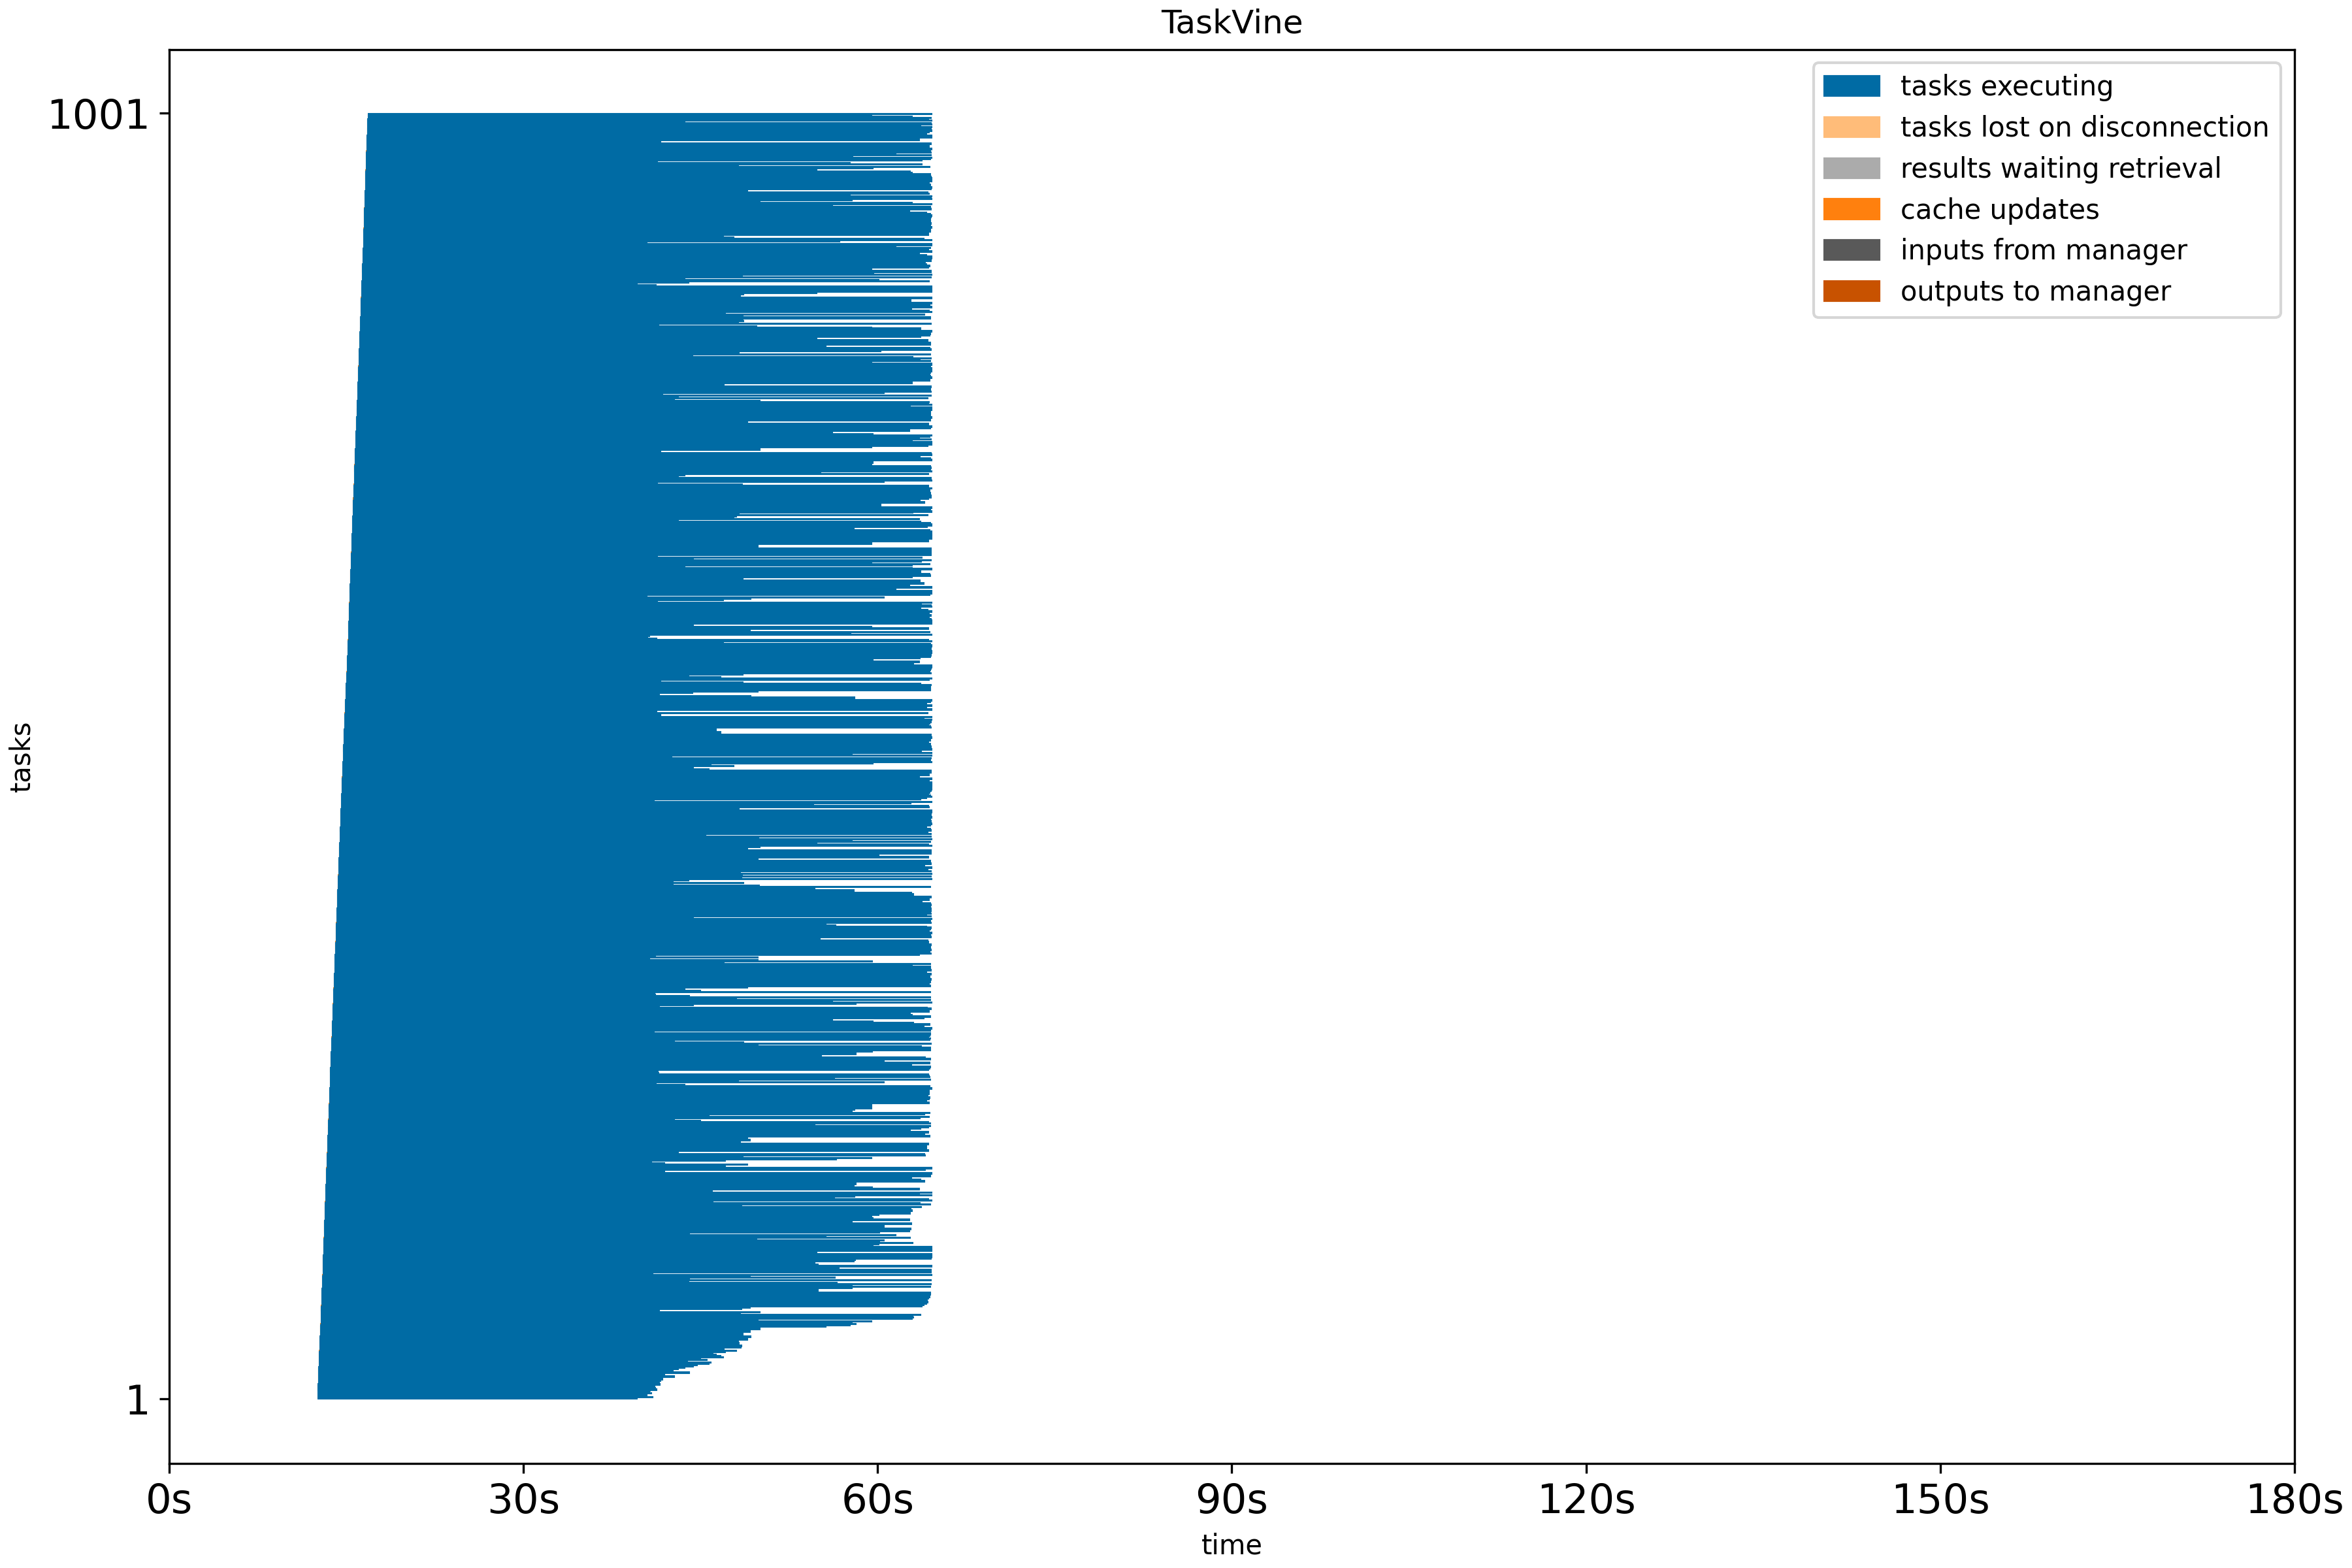 TaskVine
1001
tasks executing
tasks lost on disconnection
results waiting retrieval
cache updates
inputs from manager
outputs to manager
tasks
1
0s 30s 60s 90s 120s 150s 180s
time